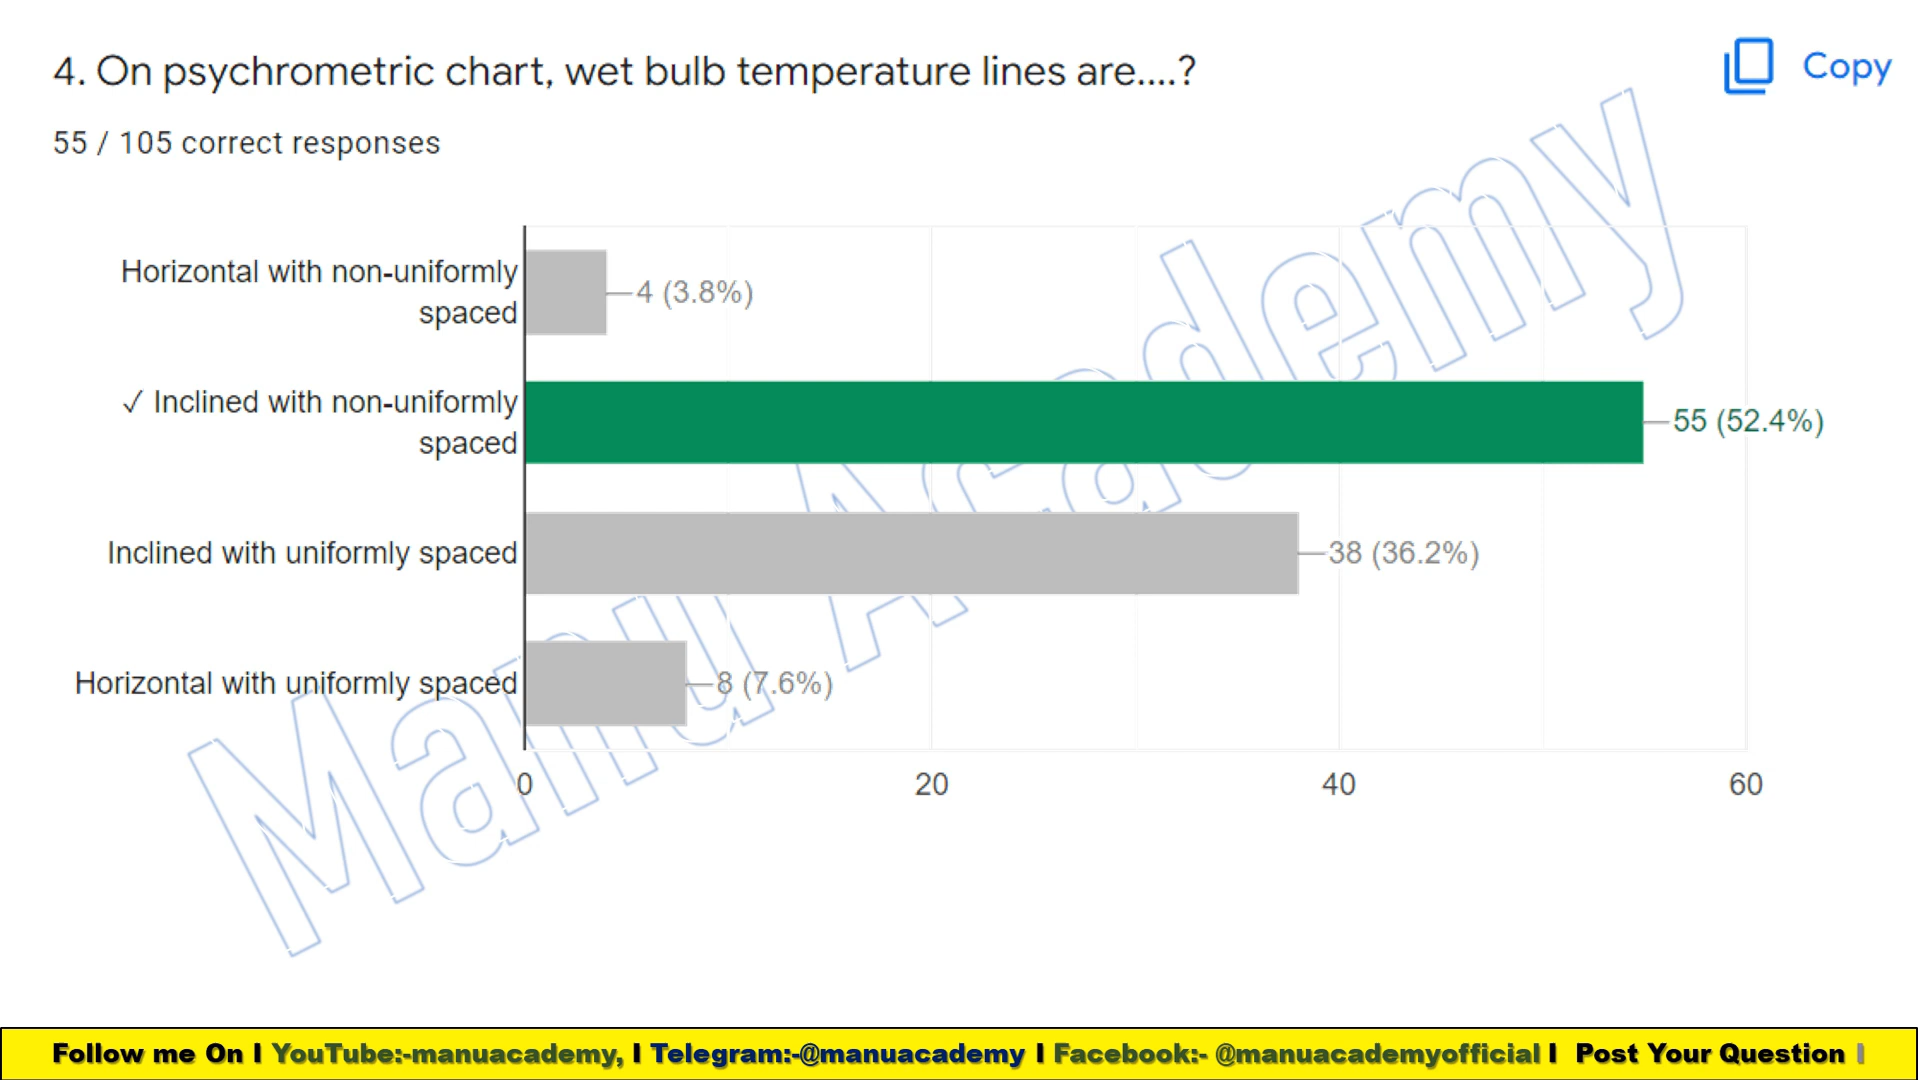 4. On psychrometric chart, wet bulb temperature lines are....?
Copy
55 / 105 correct responses
Horizontal with non-uniformly
spaced
4 (3.8%)
✓ Inclined with non-uniformly
spaced
55 (52.4%)
Inclined with uniformly spaced
38 (36.2%)
Horizontal with uniformly spaced
8 (7.6%)
0
20
40
60
Manu Academy
Follow me On I YouTube:-manuacademy, I Telegram:-@manuacademy I Facebook:- @manuacademyofficial I Post Your Question I